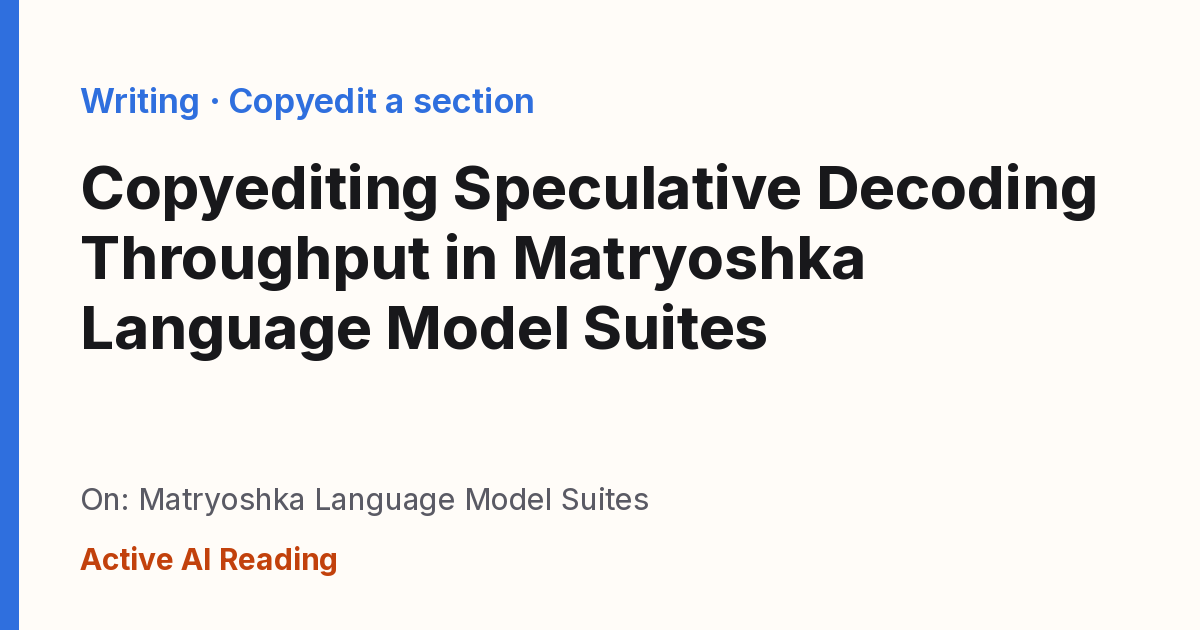 Writing · Copyedit a section
Copyediting Speculative Decoding
Throughput in Matryoshka
Language Model Suites
On: Matryoshka Language Model Suites
Active AI Reading